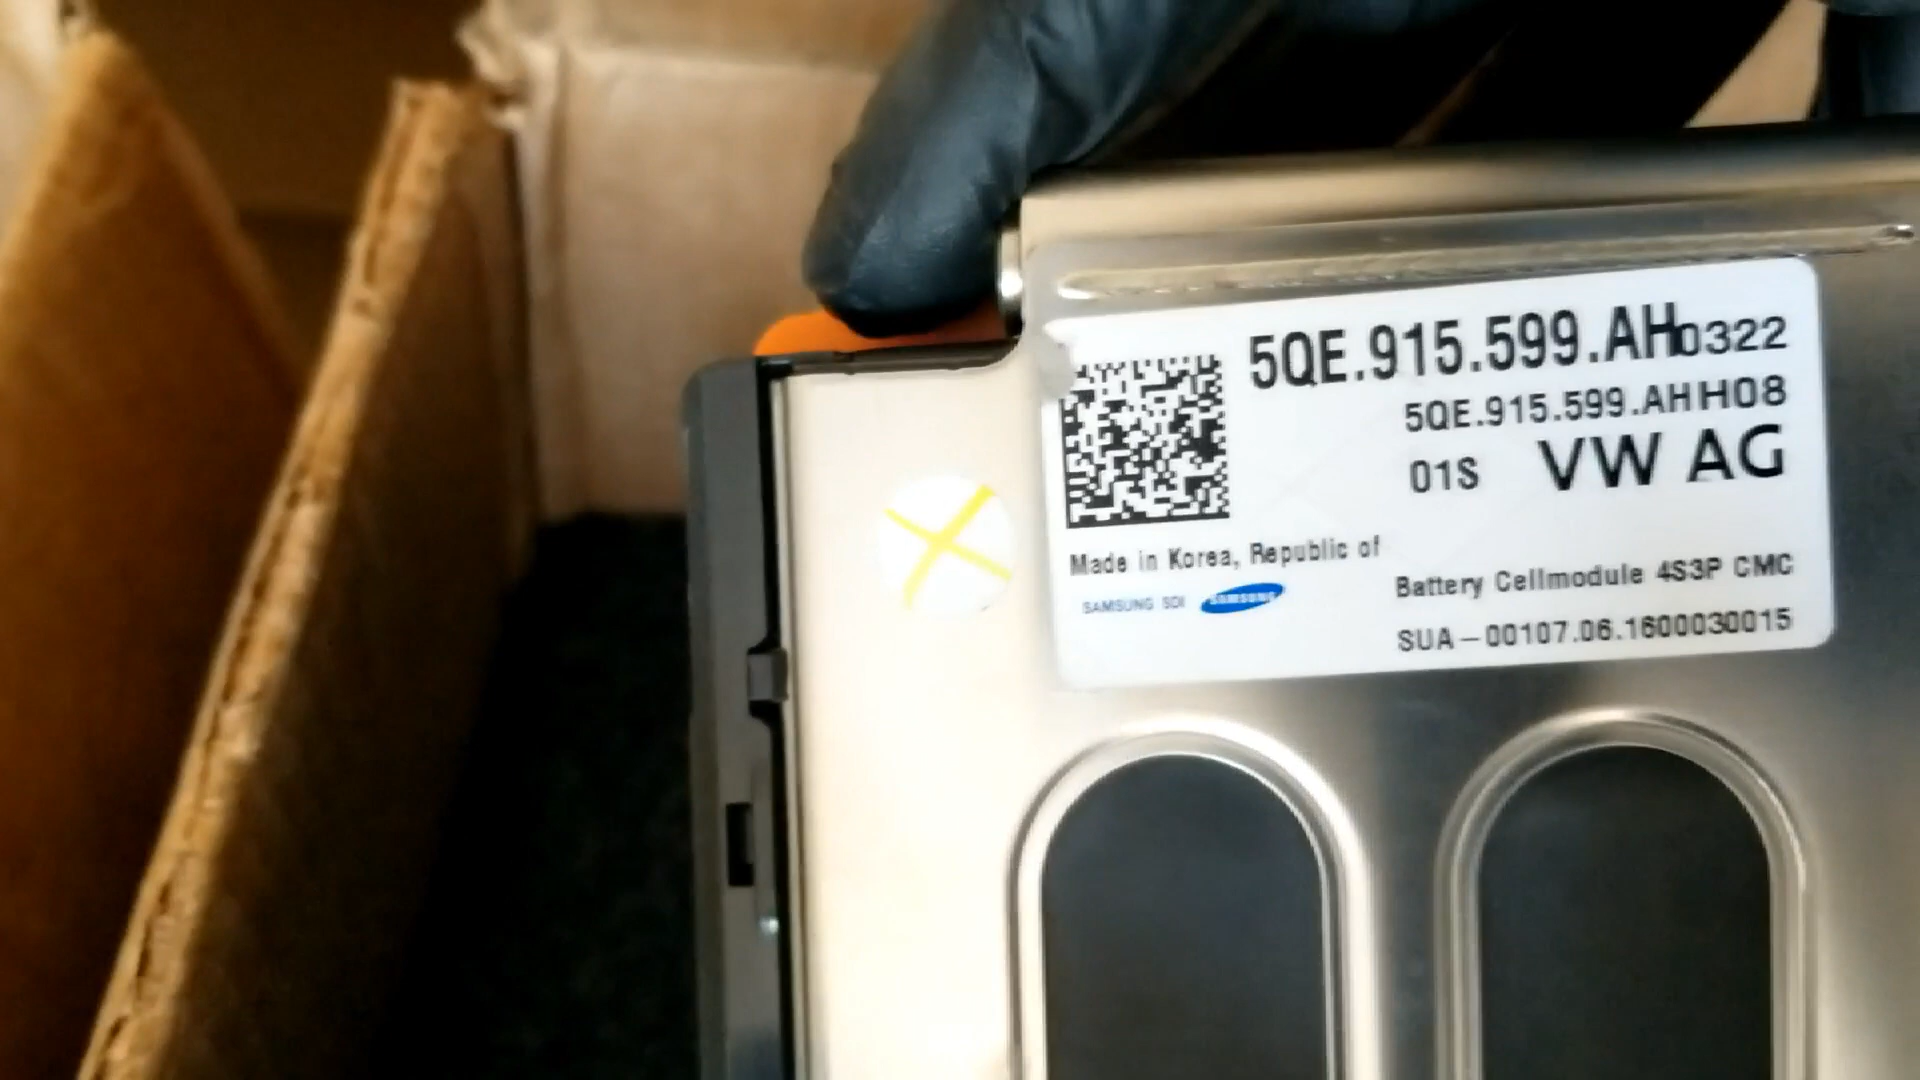 5QE.915.599.AH0322
5QE.915.599.AHH08
01S VW AG
Made in Korea, Republic of
SAMSUNG SDI SAMSUNG
Battery Cellmodule 4S3P CMC
SUA-00107.06.1600030015